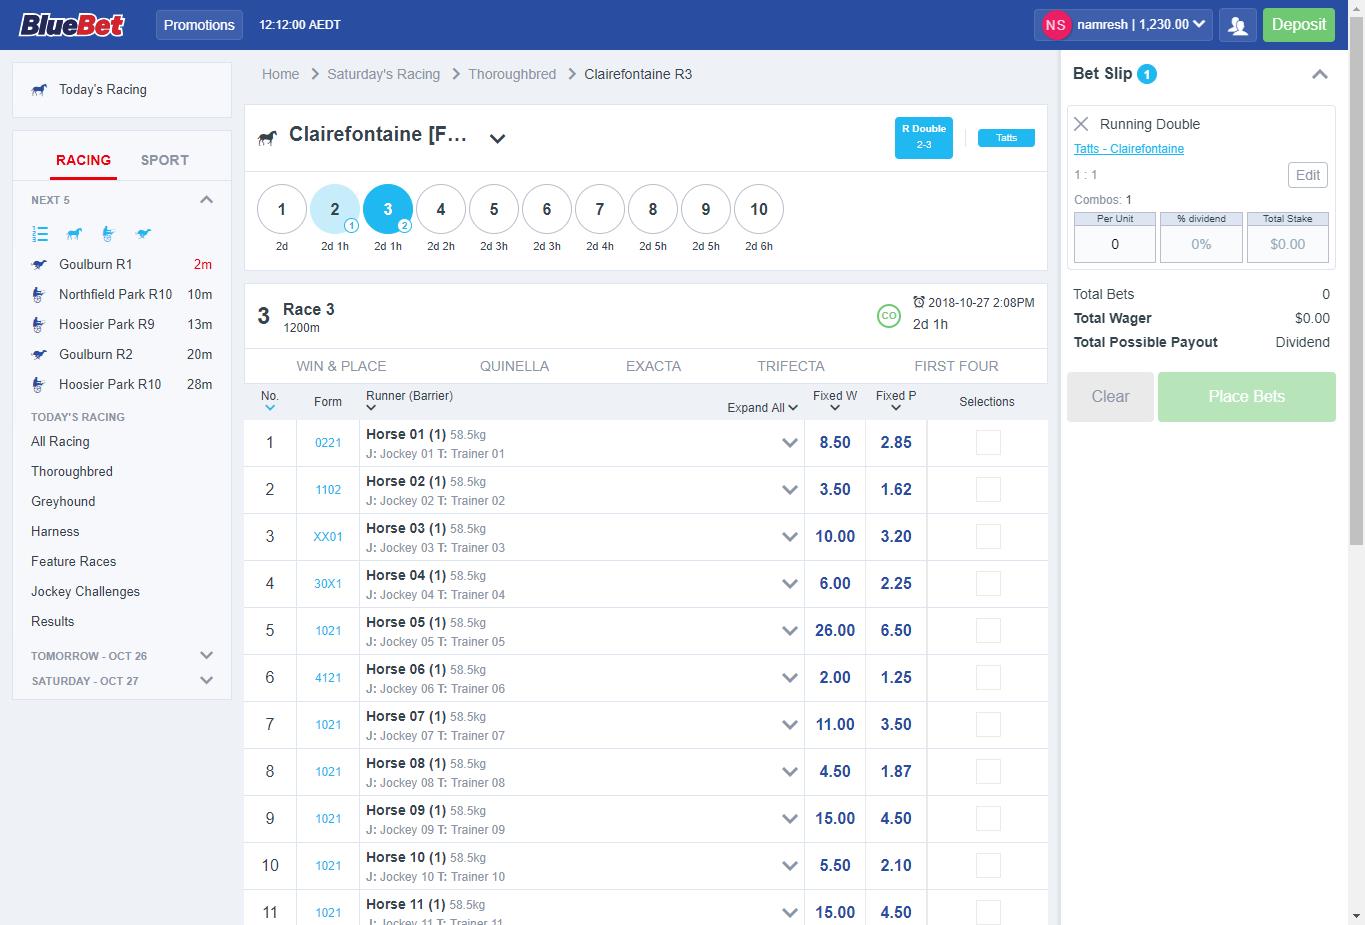 BlueBet
Promotions
12:12:00 AEDT
NS
namresh | 1,230.00
Deposit
Today's Racing
RACING
SPORT
NEXT 5
Goulburn R1 2m
Northfield Park R10 10m
Hoosier Park R9 13m
Goulburn R2 20m
Hoosier Park R10 28m
TODAY'S RACING
All Racing
Thoroughbred
Greyhound
Harness
Feature Races
Jockey Challenges
Results
TOMORROW - OCT 26
SATURDAY - OCT 27
Home > Saturday's Racing > Thoroughbred > Clairefontaine R3
Clairefontaine [F...
R Double
2-3
Tatts
1 2 3 4 5 6 7 8 9 10
1 2
2d 2d 1h 2d 1h 2d 2h 2d 3h 2d 3h 2d 4h 2d 5h 2d 5h 2d 6h
3
Race 3
1200m
CO
2018-10-27 2:08PM
2d 1h
WIN & PLACE QUINELLA EXACTA TRIFECTA FIRST FOUR
No. Form Runner (Barrier) Expand All Fixed W Fixed P Selections
1 0221 Horse 01 (1) 58.5kg 8.50 2.85
J: Jockey 01 T: Trainer 01
2 1102 Horse 02 (1) 58.5kg 3.50 1.62
J: Jockey 02 T: Trainer 02
3 XX01 Horse 03 (1) 58.5kg 10.00 3.20
J: Jockey 03 T: Trainer 03
4 30X1 Horse 04 (1) 58.5kg 6.00 2.25
J: Jockey 04 T: Trainer 04
5 1021 Horse 05 (1) 58.5kg 26.00 6.50
J: Jockey 05 T: Trainer 05
6 4121 Horse 06 (1) 58.5kg 2.00 1.25
J: Jockey 06 T: Trainer 06
7 1021 Horse 07 (1) 58.5kg 11.00 3.50
J: Jockey 07 T: Trainer 07
8 1021 Horse 08 (1) 58.5kg 4.50 1.87
J: Jockey 08 T: Trainer 08
9 1021 Horse 09 (1) 58.5kg 15.00 4.50
J: Jockey 09 T: Trainer 09
10 1021 Horse 10 (1) 58.5kg 5.50 2.10
J: Jockey 10 T: Trainer 10
11 1021 Horse 11 (1) 58.5kg 15.00 4.50
J: Jockey 11 T: Trainer 11
Bet Slip 1
Running Double
Tatts - Clairefontaine
1 : 1
Edit
Combos: 1
Per Unit % dividend Total Stake
0 0% $0.00
Total Bets 0
Total Wager $0.00
Total Possible Payout Dividend
Clear
Place Bets